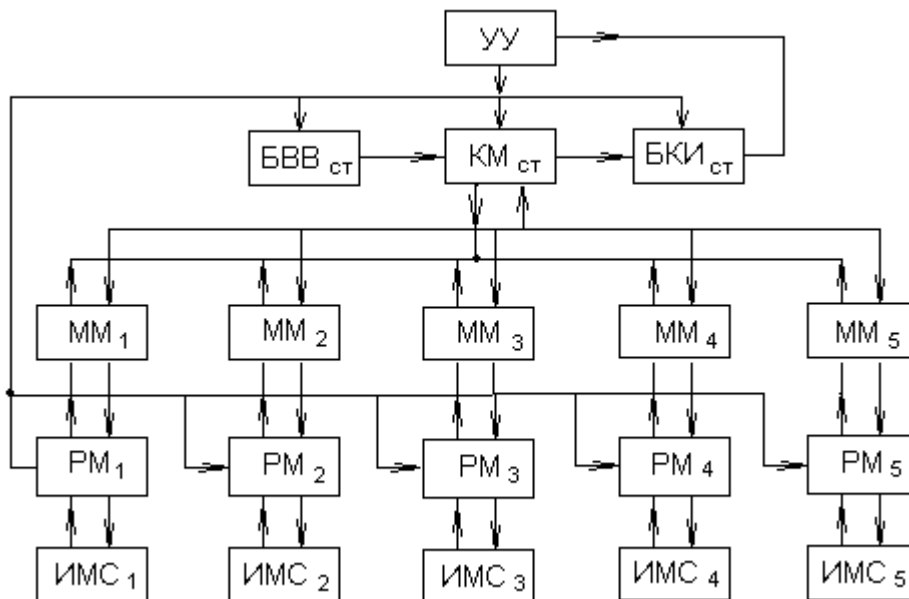 УУ
БВВ ст КМ ст БКИ ст
ММ 1 ММ 2 ММ 3 ММ 4 ММ 5
РМ 1 РМ 2 РМ 3 РМ 4 РМ 5
ИМС 1 ИМС 2 ИМС 3 ИМС 4 ИМС 5